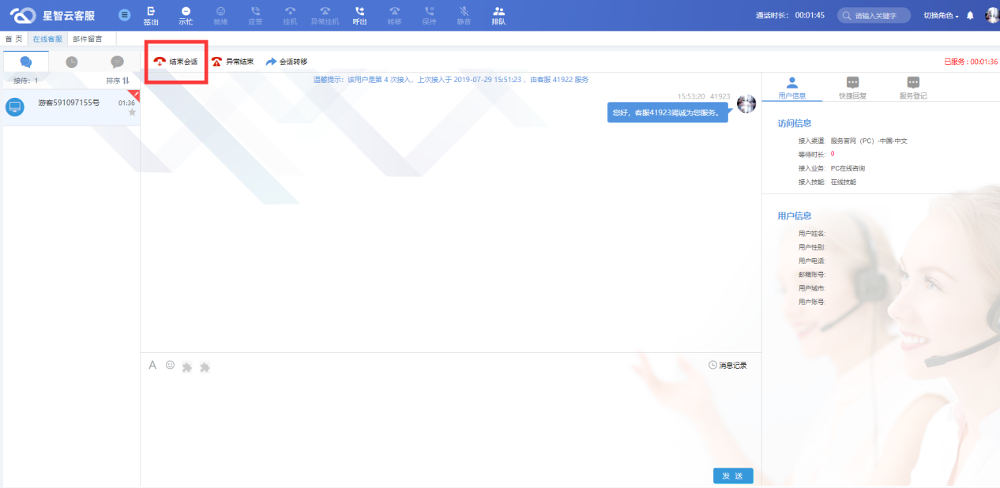 星智云客服
签出 示忙 就绪 应答 挂机 异常挂机 呼出 转移 保持 静音 排队
通话时长: 00:01:45 请输入关键字 切换角色
首 页 在线客服 邮件留言
结束会话 异常结束 会话转移 已服务 : 00:01:36
接待: 1 排序
温馨提示: 该用户是第 4 次接入, 上次接入于 2019-07-29 15:51:23 , 由客服 41922 服务
游客591097155号 01:36
15:53:20 41923
您好, 客服41923竭诚为您服务。
用户信息 快捷回复 服务登记
访问信息
接入渠道: 服务官网 (PC) -中国-中文
等待时长: 0
接入业务: PC在线咨询
接入技能: 在线技能
用户信息
用户姓名:
用户性别:
用户电话:
邮箱账号:
用户城市:
用户账号:
A 消息记录
发 送